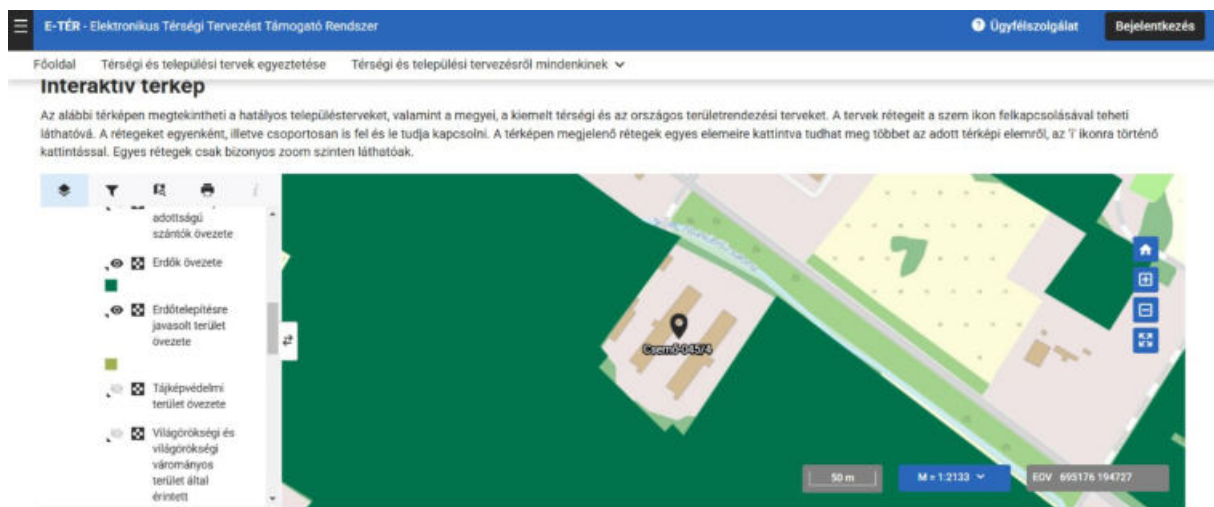 E-TÉR - Elektronikus Térségi Tervezést Támogató Rendszer
Ügyfélszolgálat
Bejelentkezés
Főoldal
Térségi és települési tervek egyeztetése
Térségi és települési tervezésről mindenkinek
Interaktív térkép
Az alábbi térképen megtekintheti a hatályos településterveket, valamint a megyei, a kiemelt térségi és az országos területrendezési terveket. A tervek rétegeit a szem ikon felkapcsolásával teheti
láthatóvá. A rétegeket egyenként, illetve csoportosan is fel és le tudja kapcsolni. A térképen megjelenő rétegek egyes elemeire kattintva tudhat meg többet az adott térképi elemről, az 'i' ikonra történő
kattintással. Egyes rétegek csak bizonyos zoom szinten láthatóak.
adottságú
szántók övezete
Erdők övezete
Erdőtelepítésre
javasolt terület
övezete
Tájképvédelmi
terület övezete
Világörökségi és
világörökségi
várományos
terület által
érintett
Csemő-045/4
50 m
M = 1:2133
EOV 695176 194727